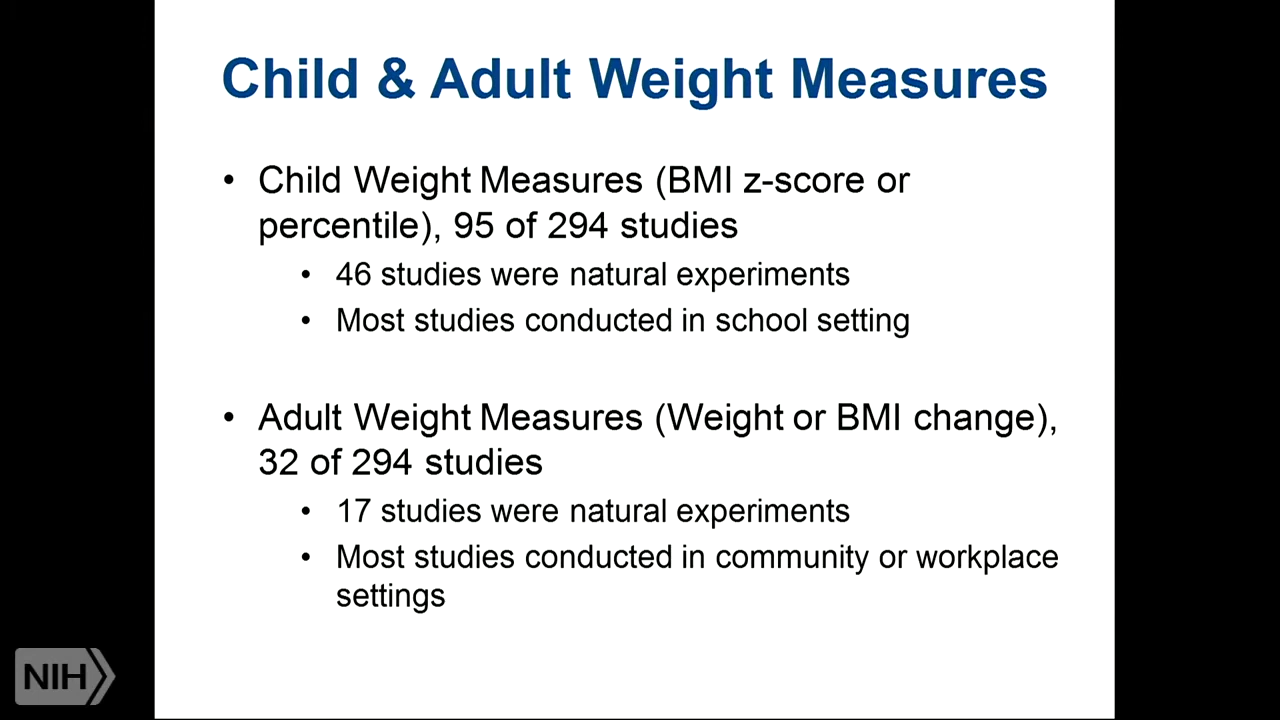 Child & Adult Weight Measures
• Child Weight Measures (BMI z-score or
percentile), 95 of 294 studies
• 46 studies were natural experiments
• Most studies conducted in school setting
• Adult Weight Measures (Weight or BMI change),
32 of 294 studies
• 17 studies were natural experiments
• Most studies conducted in community or workplace
settings
NIH